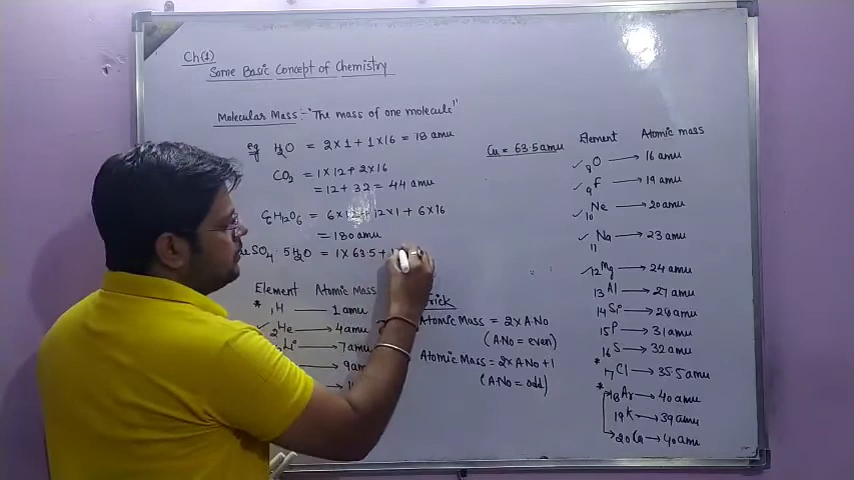 Ch(1)
Some Basic Concept of Chemistry
Molecular Mass :- "The mass of one molecule"
eg H2O = 2×1 + 1×16 = 18 amu
CO2 = 1×12 + 2×16
= 12 + 32 = 44 amu
C6H12O6 = 6×12 + 12×1 + 6×16
= 180 amu
SO4. 5H2O = 1×63.5 +
Element Atomic Mass
* 1H — 1 amu
✓ 2He → 4 amu
Li → 7 amu
Trick
Atomic Mass = 2×A.No
(A.No = even)
Atomic Mass = 2×A.No +1
(A.No = odd)
Cu = 63.5 amu
Element Atomic mass
✓ 8O → 16 amu
✓ 9F → 19 amu
✓ 10Ne → 20 amu
✓ 11Na → 23 amu
✓ 12Mg → 24 amu
13Al → 27 amu
14Si → 28 amu
15P → 31 amu
16S → 32 amu
* 17Cl → 35.5 amu
* 18Ar → 40 amu
19K → 39 amu
20Ca → 40 amu